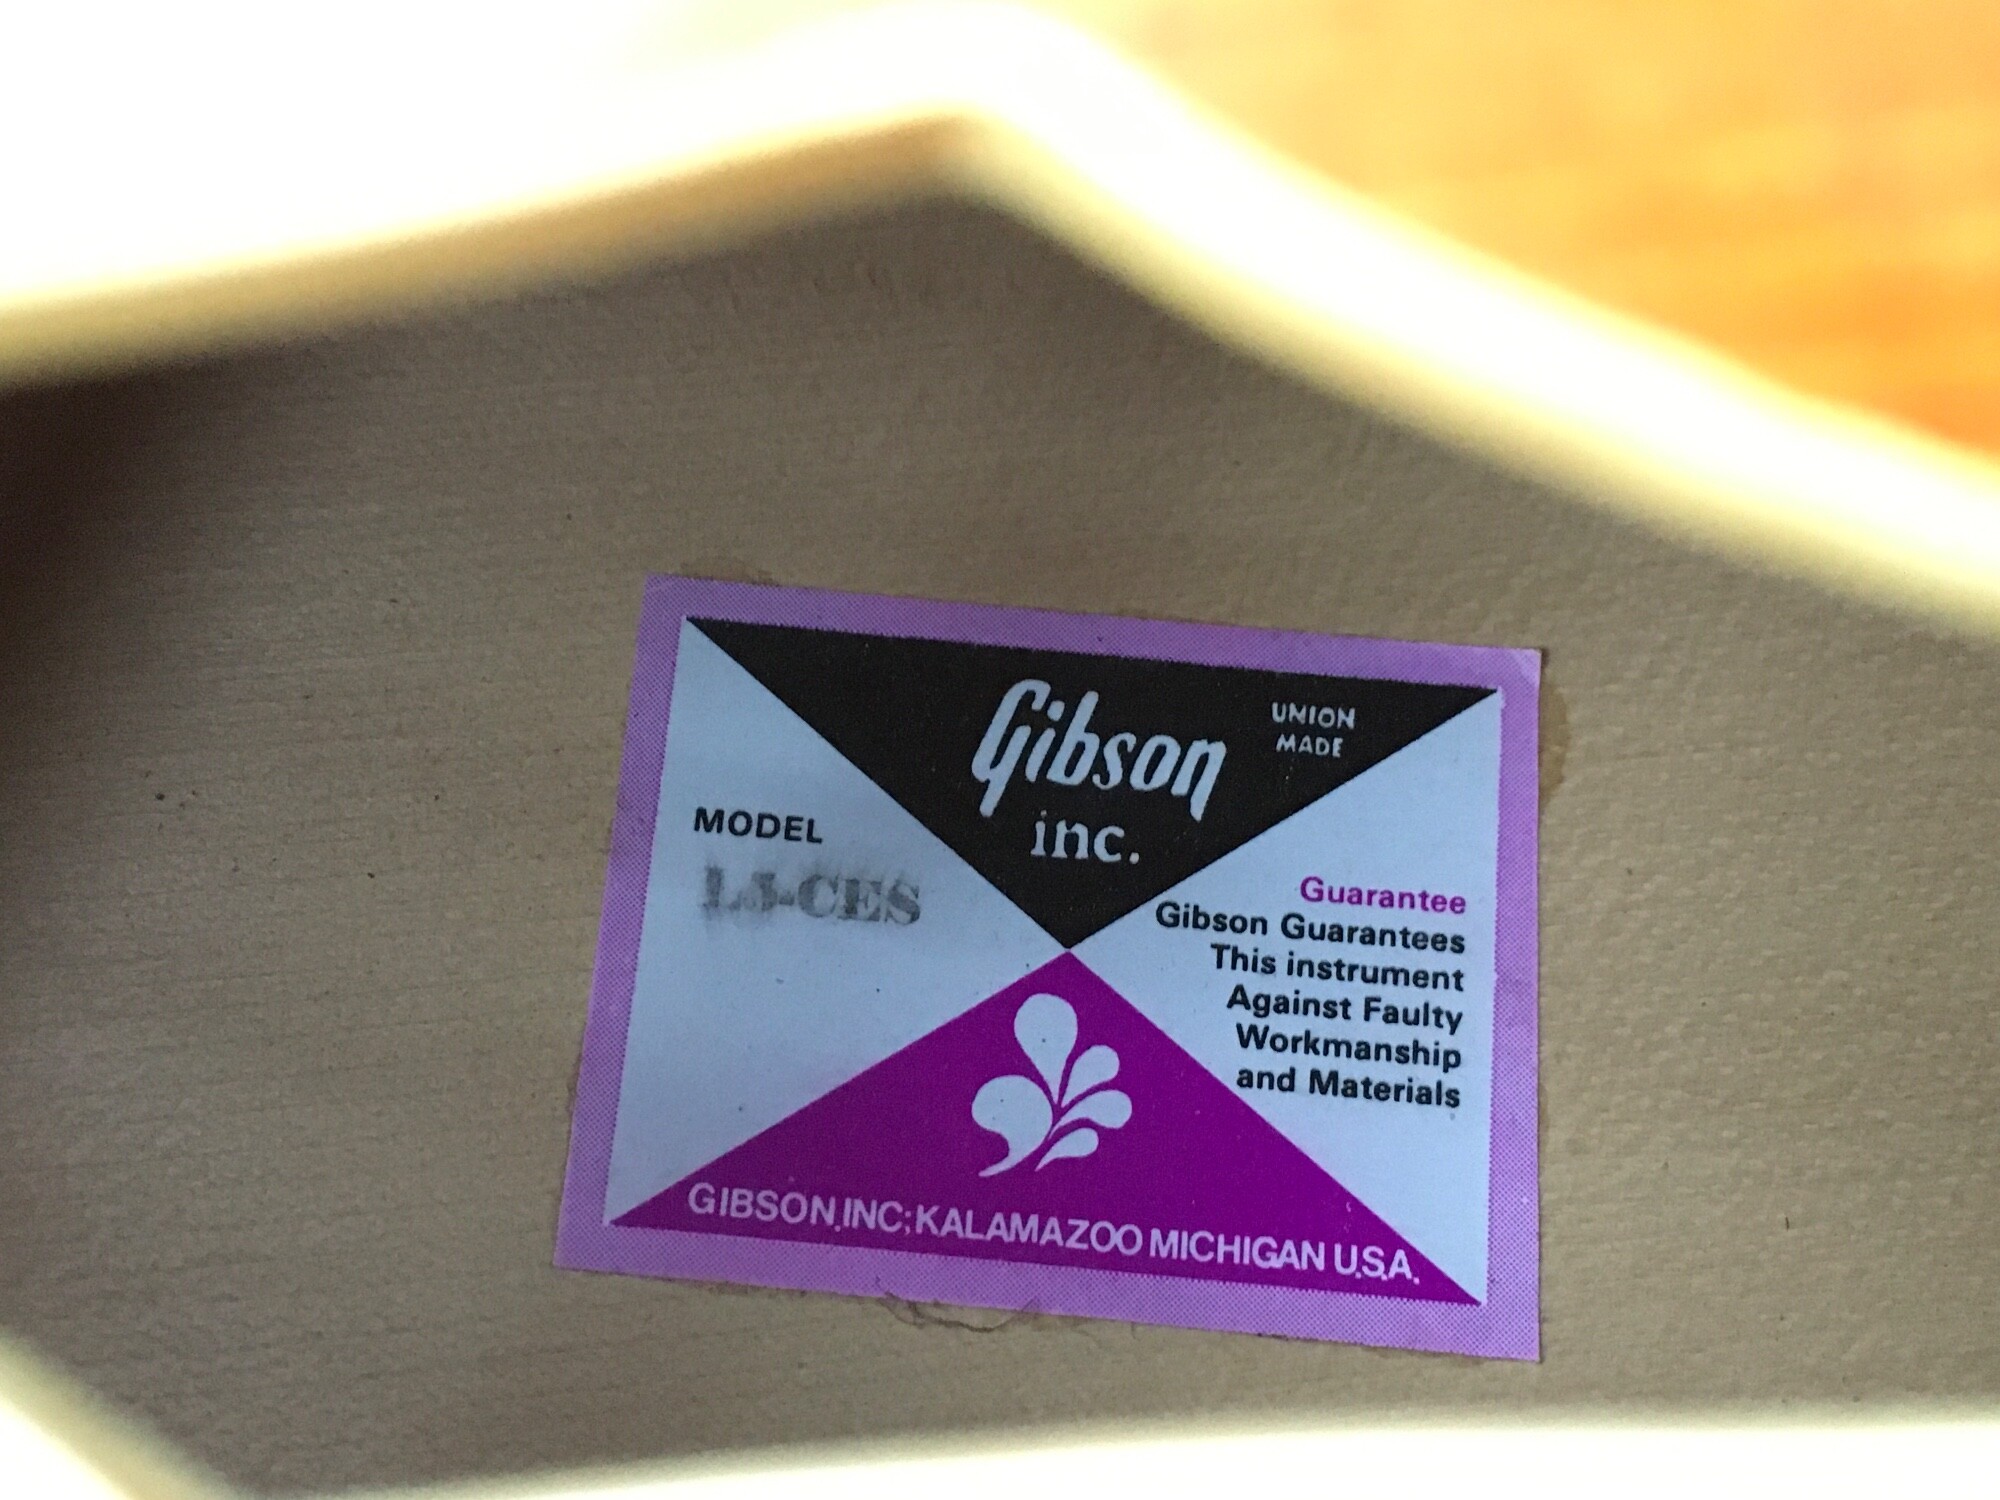 Gibson
inc.
UNION
MADE
MODEL
L5-CES
Guarantee
Gibson Guarantees
This instrument
Against Faulty
Workmanship
and Materials
GIBSON,INC;KALAMAZOO MICHIGAN U.S.A.